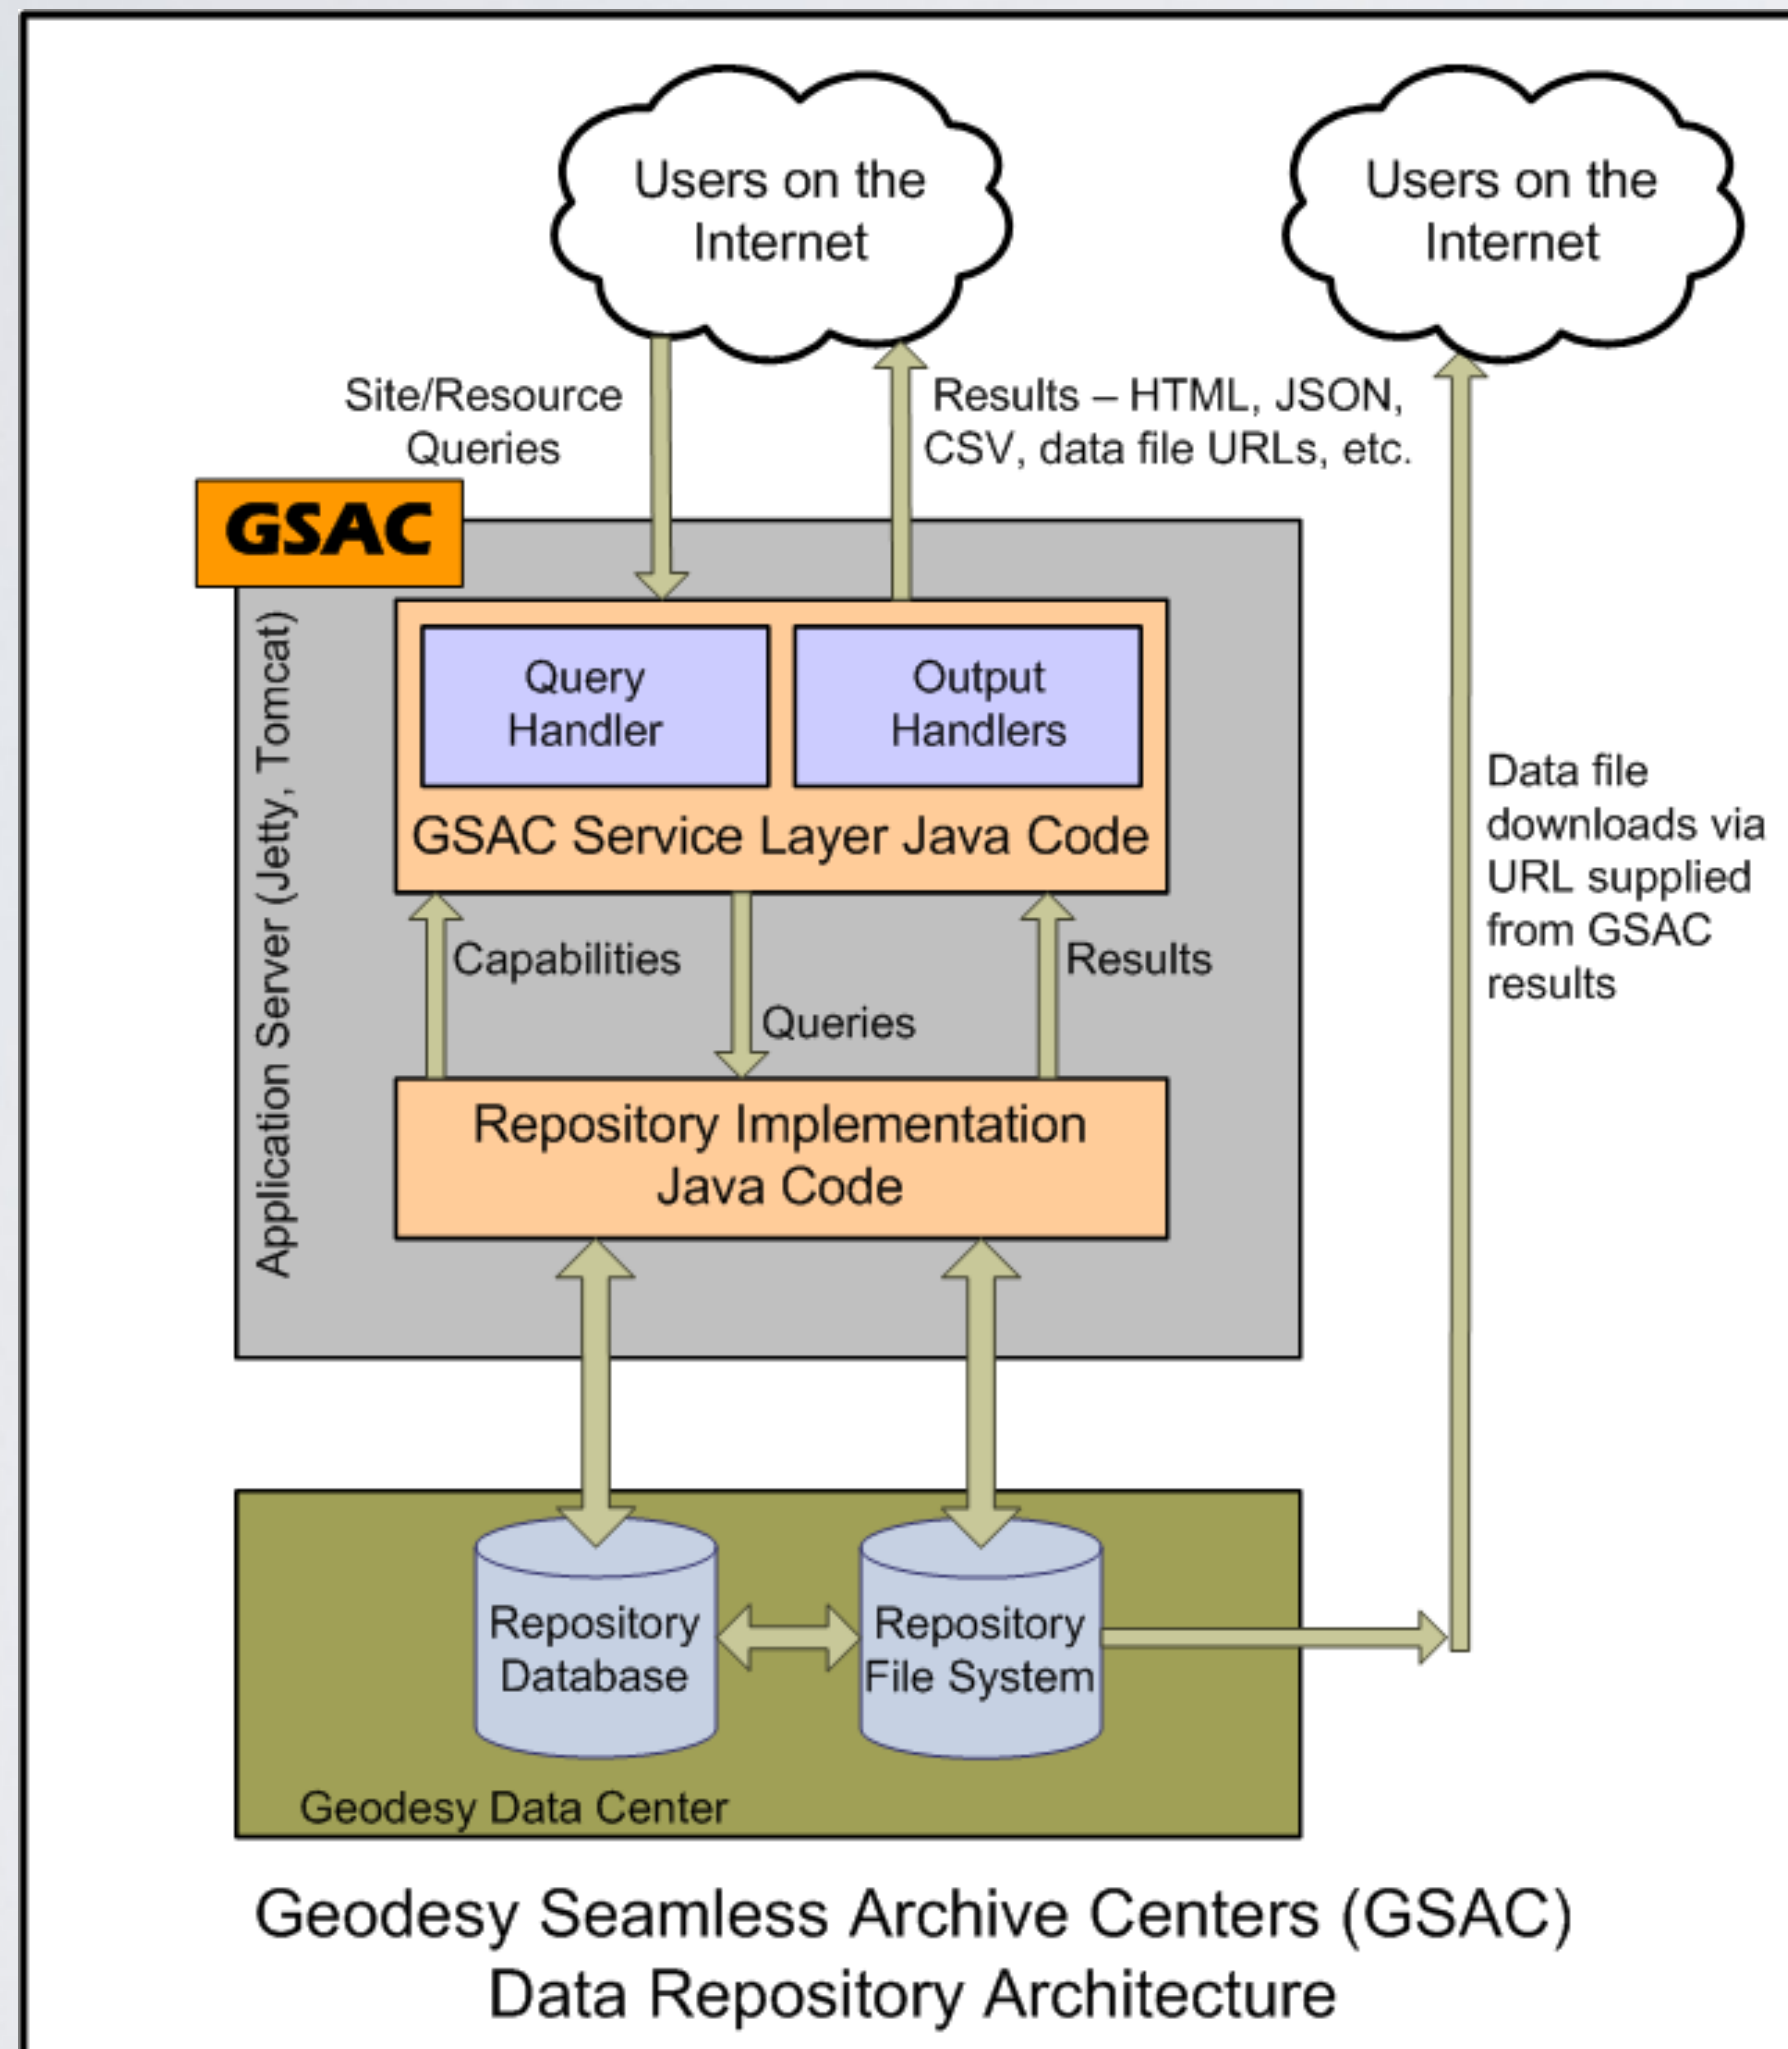 Users on the
Internet
Users on the
Internet
Site/Resource
Queries
Results – HTML, JSON,
CSV, data file URLs, etc.
GSAC
Application Server (Jetty, Tomcat)
Query
Handler
Output
Handlers
GSAC Service Layer Java Code
Capabilities
Queries
Results
Data file
downloads via
URL supplied
from GSAC
results
Repository Implementation
Java Code
Repository
Database
Repository
File System
Geodesy Data Center
Geodesy Seamless Archive Centers (GSAC)
Data Repository Architecture